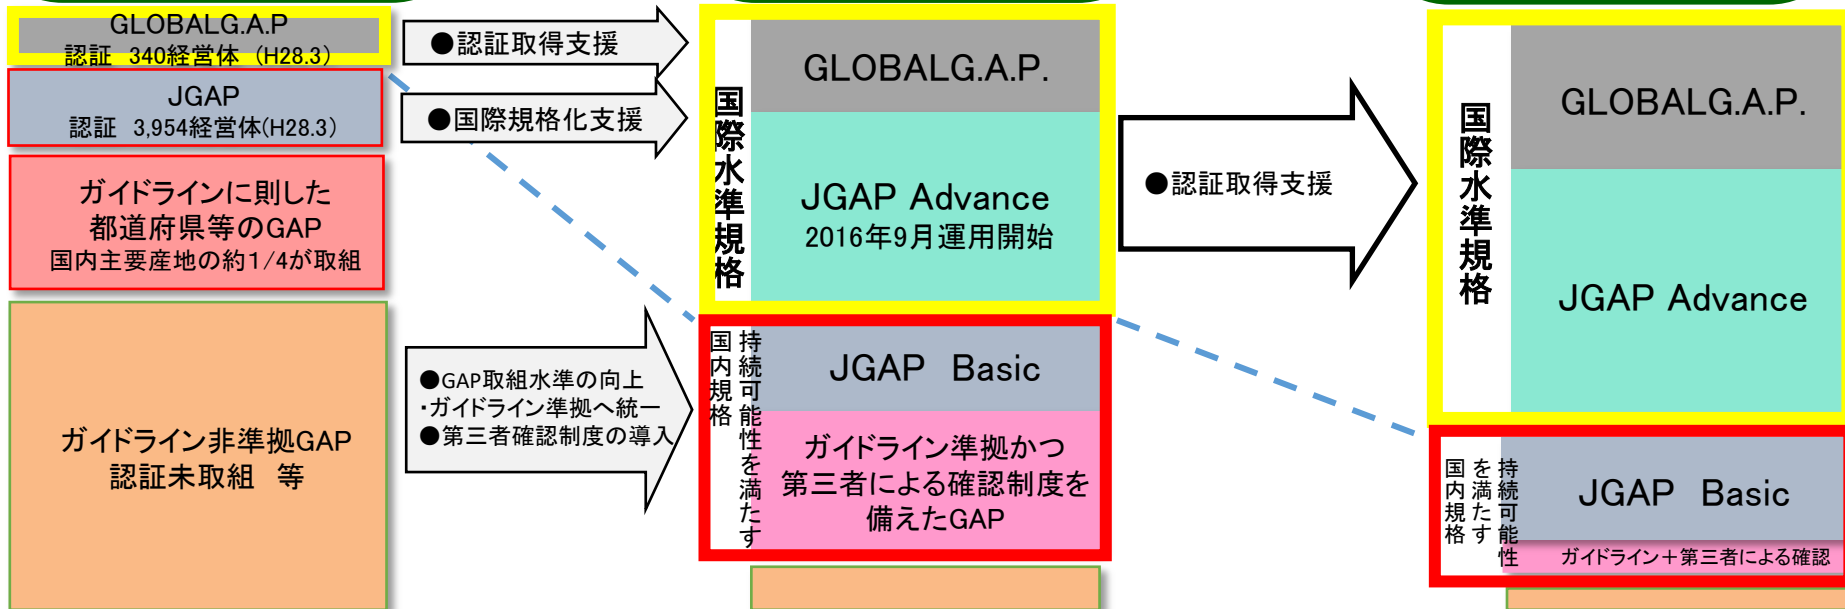 GLOBALG.A.P
認証 340経営体 (H28.3)
JGAP
認証 3,954経営体(H28.3)
ガイドラインに則した
都道府県等のGAP
国内主要産地の約1/4が取組
ガイドライン非準拠GAP
認証未取組 等
●認証取得支援
●国際規格化支援
●GAP取組水準の向上
・ガイドライン準拠へ統一
●第三者確認制度の導入
国際水準規格
GLOBALG.A.P.
JGAP Advance
2016年9月運用開始
持続可能性を満たす
国内規格
JGAP Basic
ガイドライン準拠かつ
第三者による確認制度を
備えたGAP
●認証取得支援
国際水準規格
GLOBALG.A.P.
JGAP Advance
持続可能性
を満たす
国内規格
JGAP Basic
ガイドライン＋第三者による確認